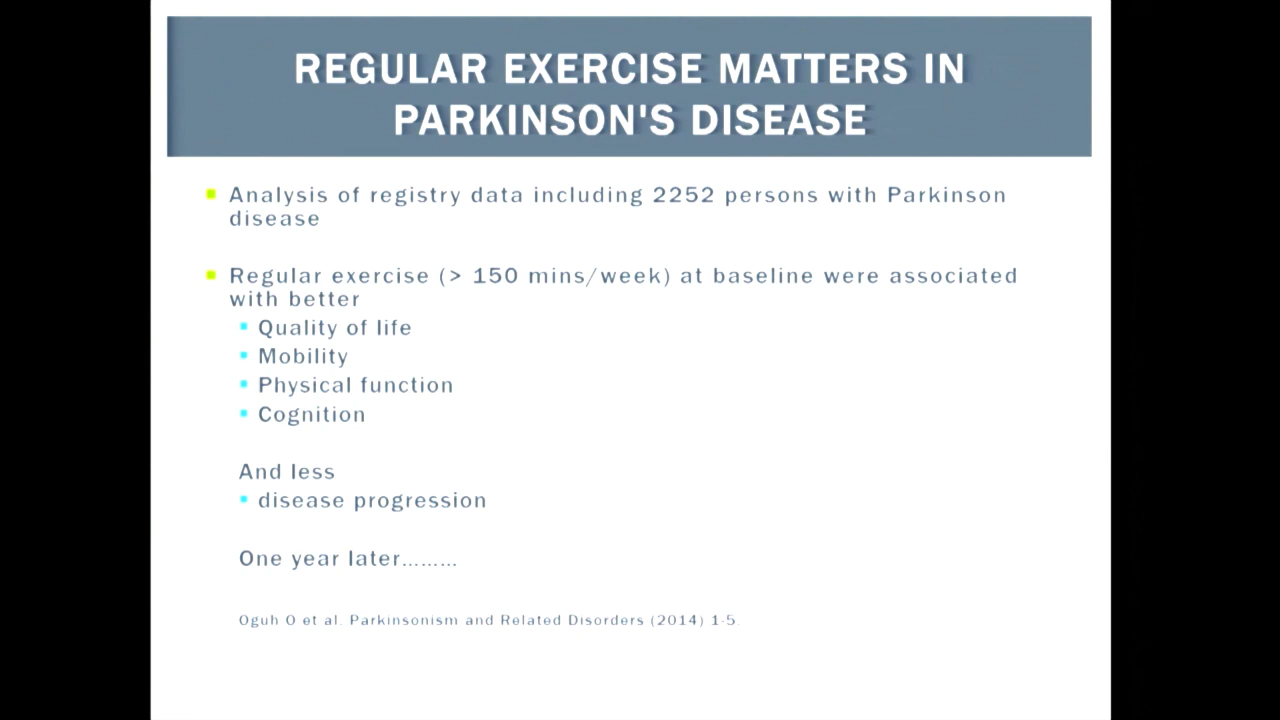 REGULAR EXERCISE MATTERS IN
PARKINSON'S DISEASE
Analysis of registry data including 2252 persons with Parkinson
disease
Regular exercise (> 150 mins/week) at baseline were associated
with better
Quality of life
Mobility
Physical function
Cognition
And less
disease progression
One year later.........
Oguh O et al. Parkinsonism and Related Disorders (2014) 1-5.